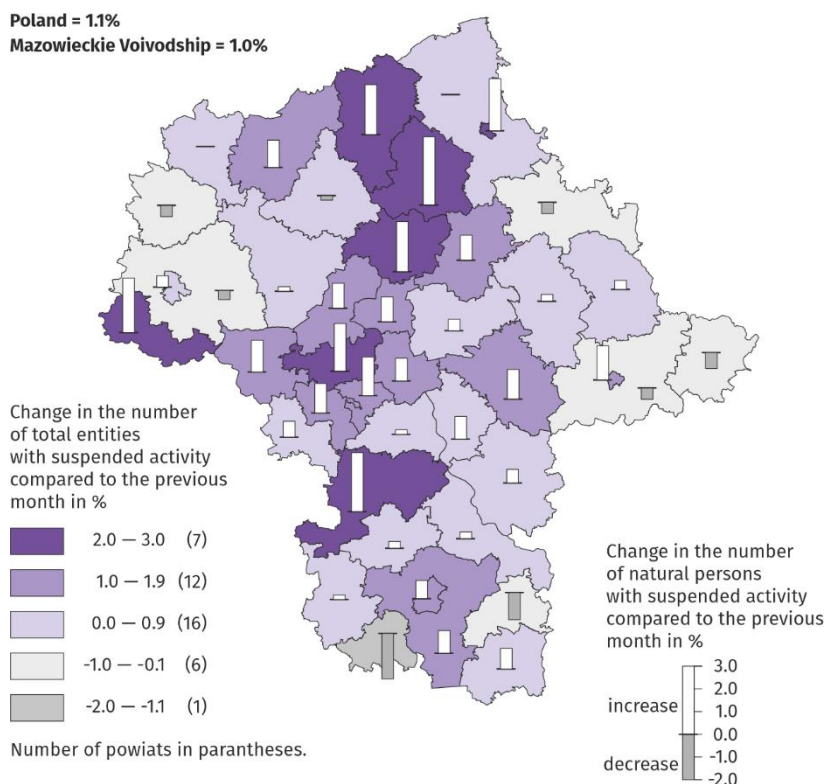 Poland = 1.1%
Mazowieckie Voivodship = 1.0%
Change in the number
of total entities
with suspended activity
compared to the previous
month in %
2.0 — 3.0 (7)
1.0 — 1.9 (12)
0.0 — 0.9 (16)
-1.0 — -0.1 (6)
-2.0 — -1.1 (1)
Number of powiats in parantheses.
Change in the number
of natural persons
with suspended activity
compared to the previous
month in %
3.0
2.0
increase 1.0
0.0
decrease -1.0
-2.0